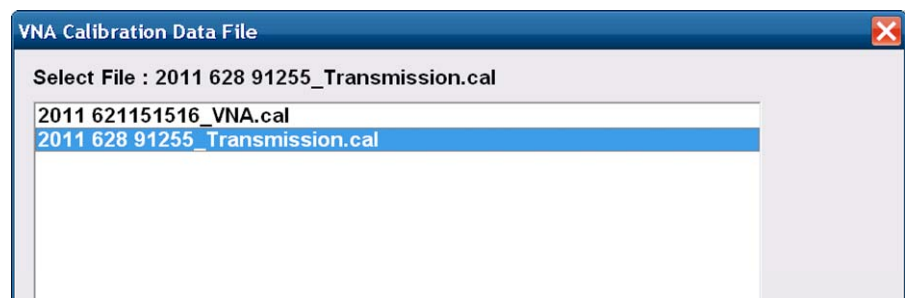 VNA Calibration Data File
Select File : 2011 628 91255_Transmission.cal
2011 621151516_VNA.cal
2011 628 91255_Transmission.cal